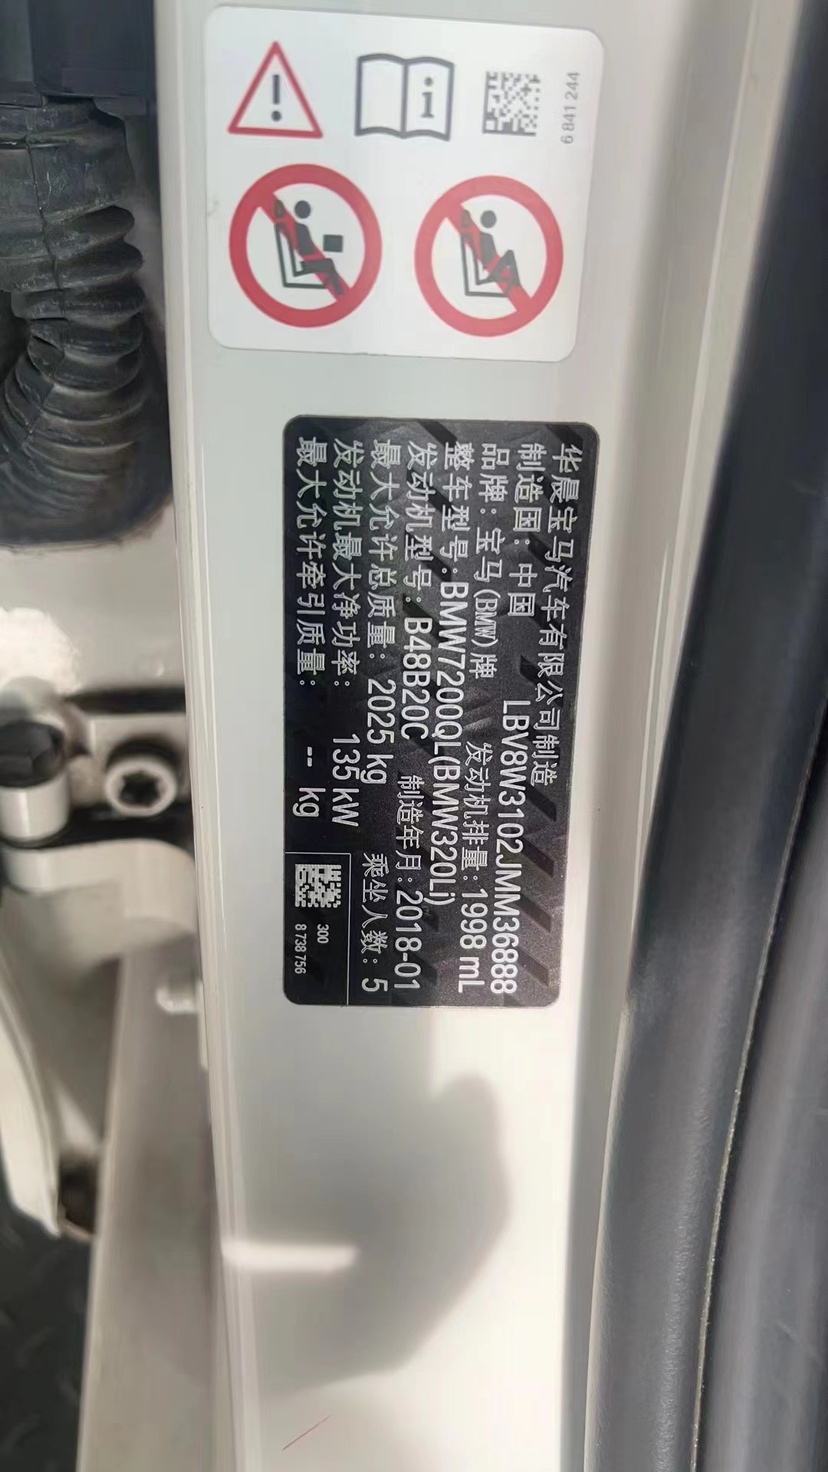 6 841 244
华晨宝马汽车有限公司制造
制造国：中国 LBV8W3102JMM36888
品牌：宝马(BMW)牌 发动机排量：1998 mL
整车型号：BMW7200QL(BMW320Li)
发动机型号：B48B20C 制造年月：2018-01
最大允许总质量：2025 kg 乘坐人数：5
发动机最大净功率：135 kW
最大允许牵引质量：-- kg
300
8 738 756